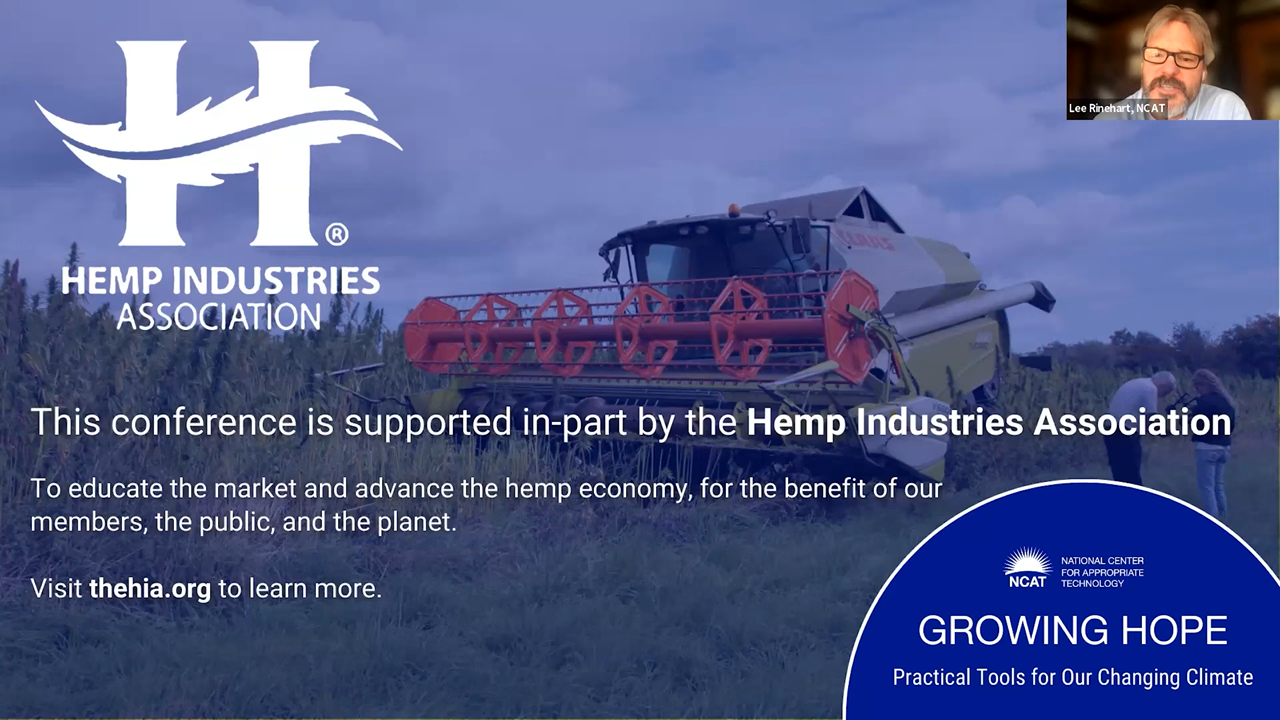 H®
HEMP INDUSTRIES
ASSOCIATION
Lee Rinehart, NCAT
CLAAS
This conference is supported in-part by the Hemp Industries Association
To educate the market and advance the hemp economy, for the benefit of our
members, the public, and the planet.
Visit thehia.org to learn more.
NCAT
NATIONAL CENTER
FOR APPROPRIATE
TECHNOLOGY
GROWING HOPE
Practical Tools for Our Changing Climate